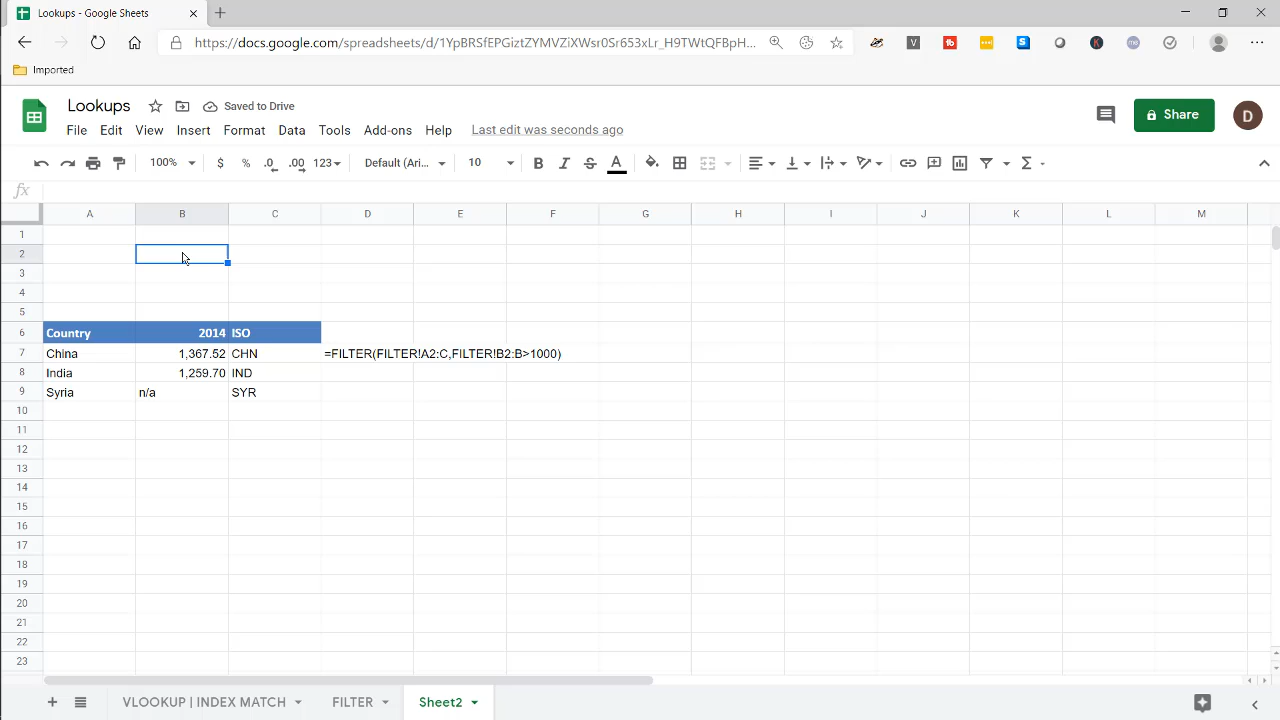 Lookups - Google Sheets
https://docs.google.com/spreadsheets/d/1YpBRSfEPGiztZYMVZiXWsr0Sr653xLr_H9TWtQFBpH...
Imported
Lookups
Saved to Drive
File Edit View Insert Format Data Tools Add-ons Help Last edit was seconds ago
Share
D
100% $ % .0 .00 123 Default (Ari... 10 B I S A Σ
fx
A B C D E F G H I J K L M
1
2
3
4
5
6 Country 2014 ISO
7 China 1,367.52 CHN =FILTER(FILTER!A2:C,FILTER!B2:B>1000)
8 India 1,259.70 IND
9 Syria n/a SYR
10
11
12
13
14
15
16
17
18
19
20
21
22
23
VLOOKUP | INDEX MATCH FILTER Sheet2